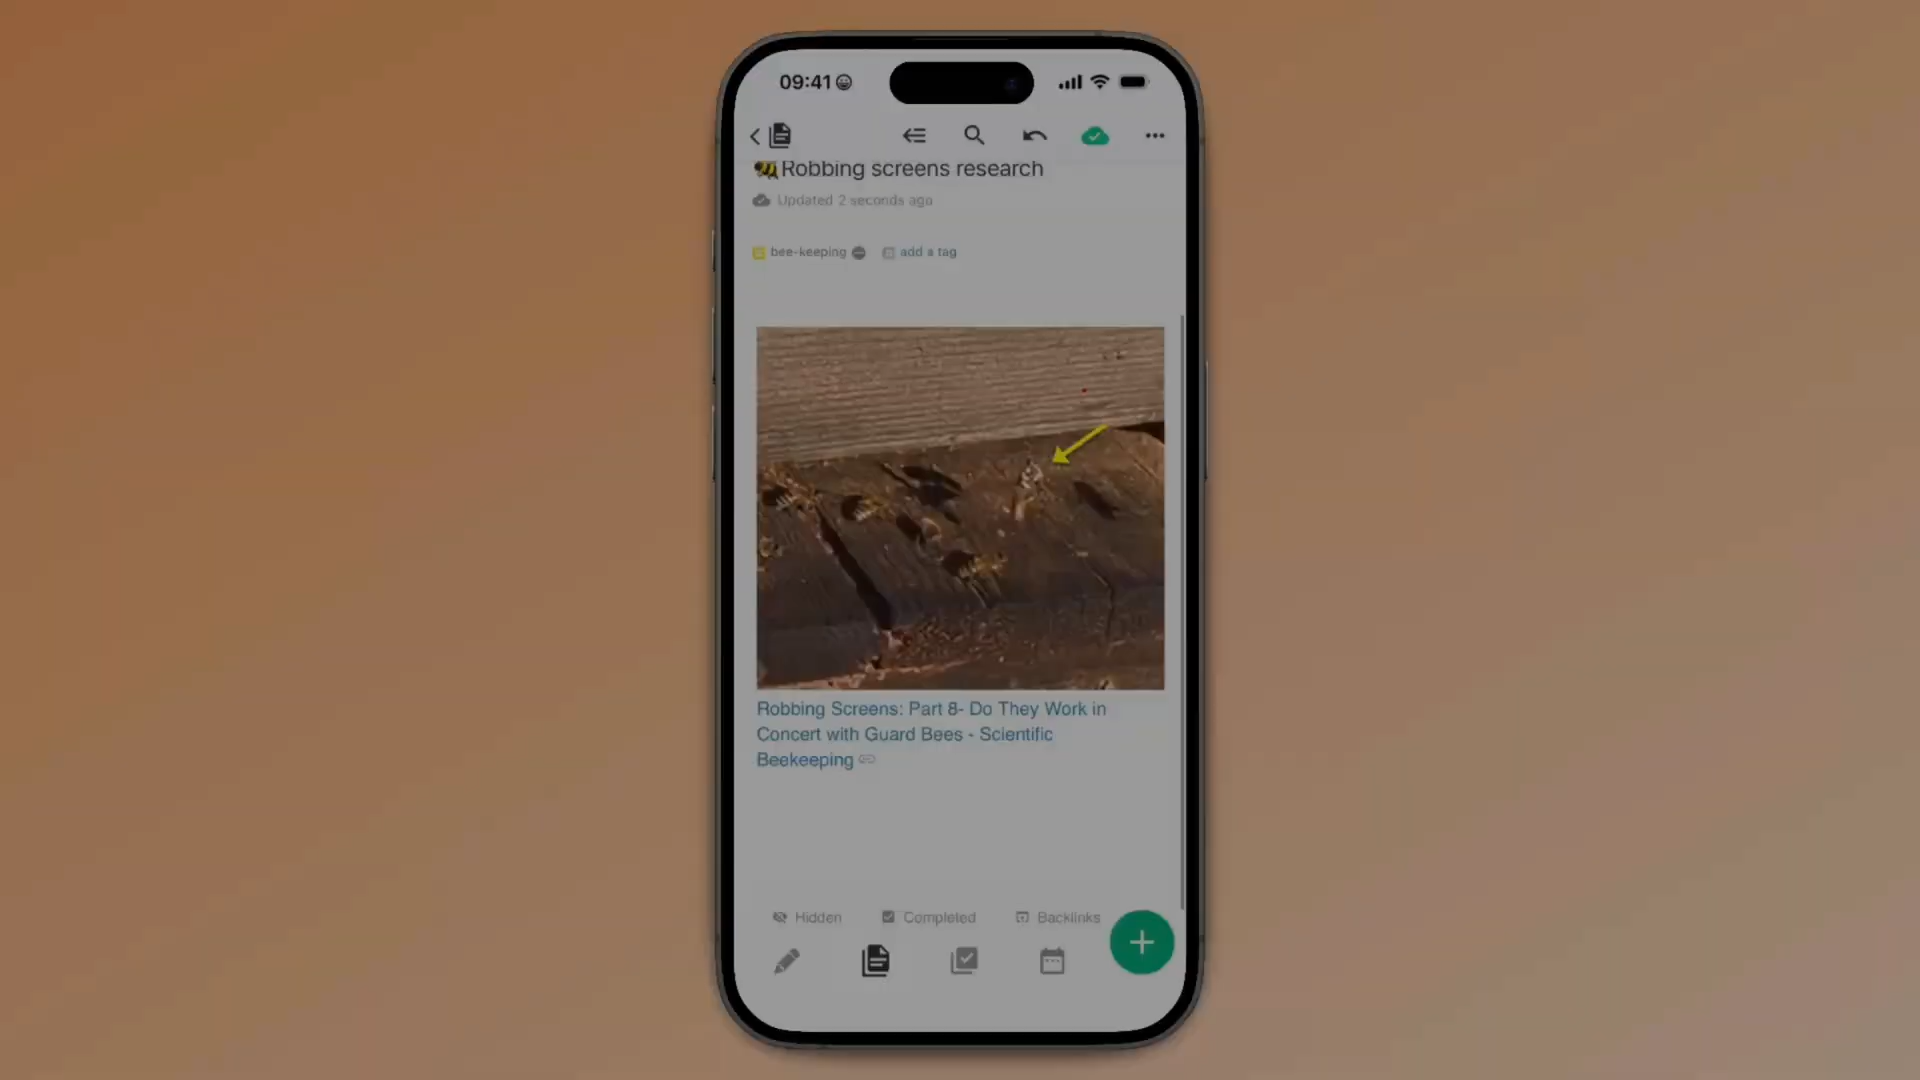 09:41
Robbing screens research
Updated 2 seconds ago
bee-keeping
add a tag
Robbing Screens: Part 8- Do They Work in
Concert with Guard Bees - Scientific
Beekeeping
Hidden
Completed
Backlinks